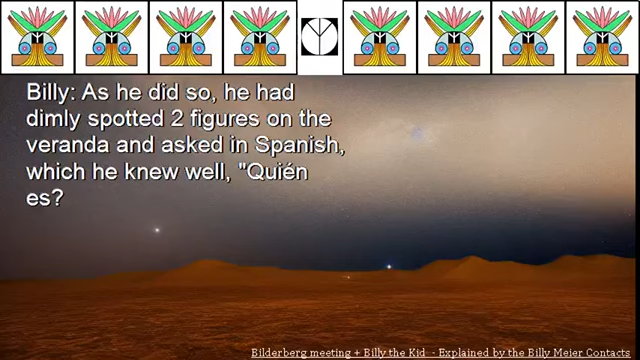 Billy: As he did so, he had
dimly spotted 2 figures on the
veranda and asked in Spanish,
which he knew well, "Quién
es?
Bilderberg meeting + Billy the Kid - Explained by the Billy Meier Contacts